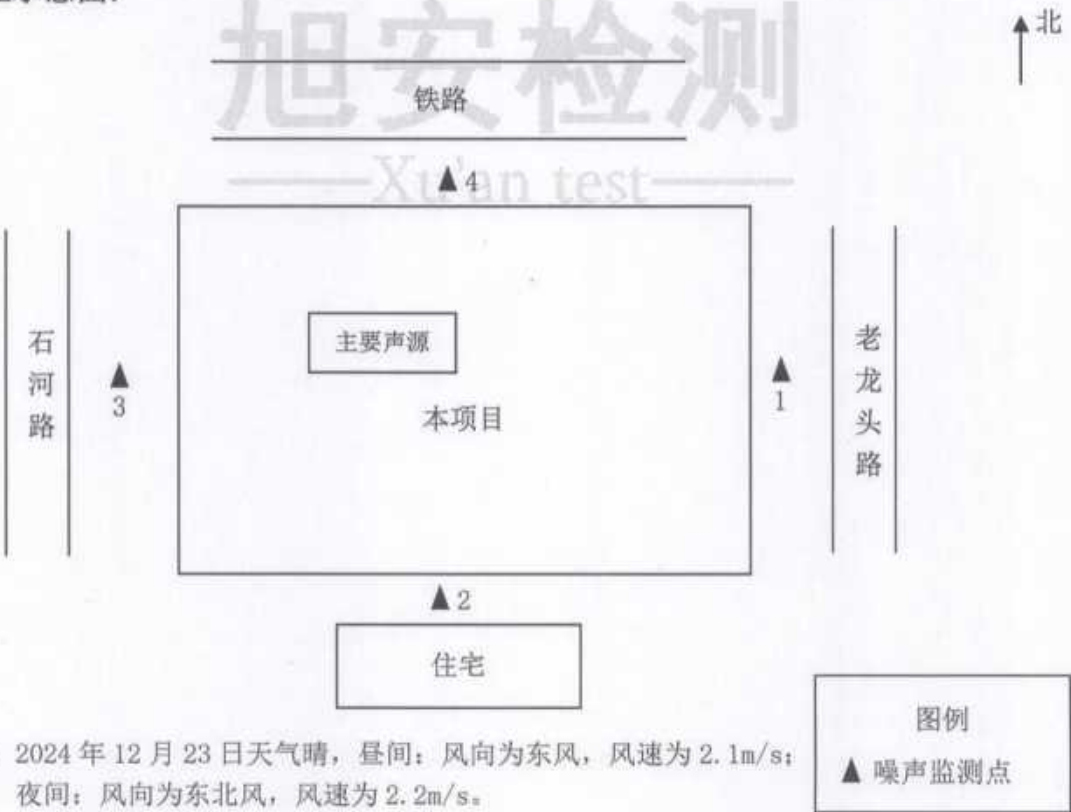 北
旭安检测
铁路
Xu'an test
▲4
石河路
主要声源
老龙头路
▲
3
▲
1
本项目
▲2
住宅
图例
▲ 噪声监测点
2024 年 12 月 23 日天气晴，昼间：风向为东风，风速为 2.1m/s；
夜间：风向为东北风，风速为 2.2m/s。